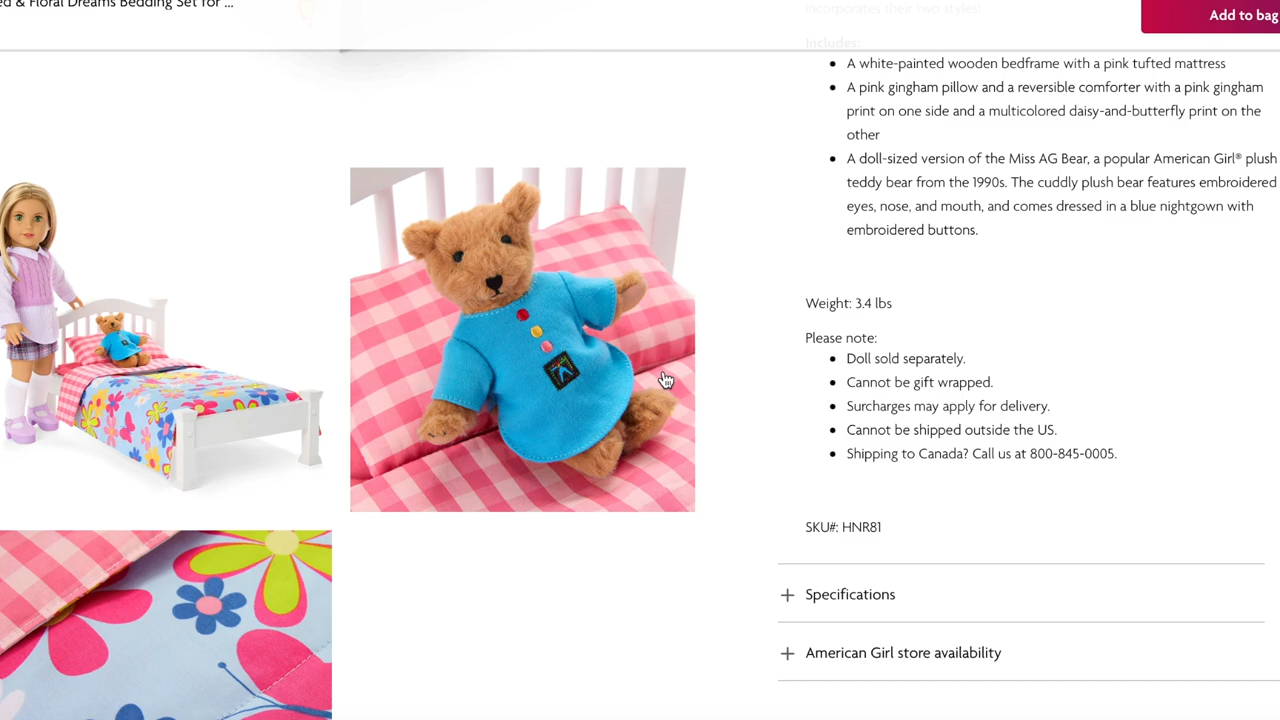 ed & Floral Dreams Bedding Set for ...
Add to bag
incorporates their two styles!
Includes:
A white-painted wooden bedframe with a pink tufted mattress
A pink gingham pillow and a reversible comforter with a pink gingham
print on one side and a multicolored daisy-and-butterfly print on the
other
A doll-sized version of the Miss AG Bear, a popular American Girl® plush
teddy bear from the 1990s. The cuddly plush bear features embroidered
eyes, nose, and mouth, and comes dressed in a blue nightgown with
embroidered buttons.
Weight: 3.4 lbs
Please note:
Doll sold separately.
Cannot be gift wrapped.
Surcharges may apply for delivery.
Cannot be shipped outside the US.
Shipping to Canada? Call us at 800-845-0005.
SKU#: HNR81
Specifications
American Girl store availability